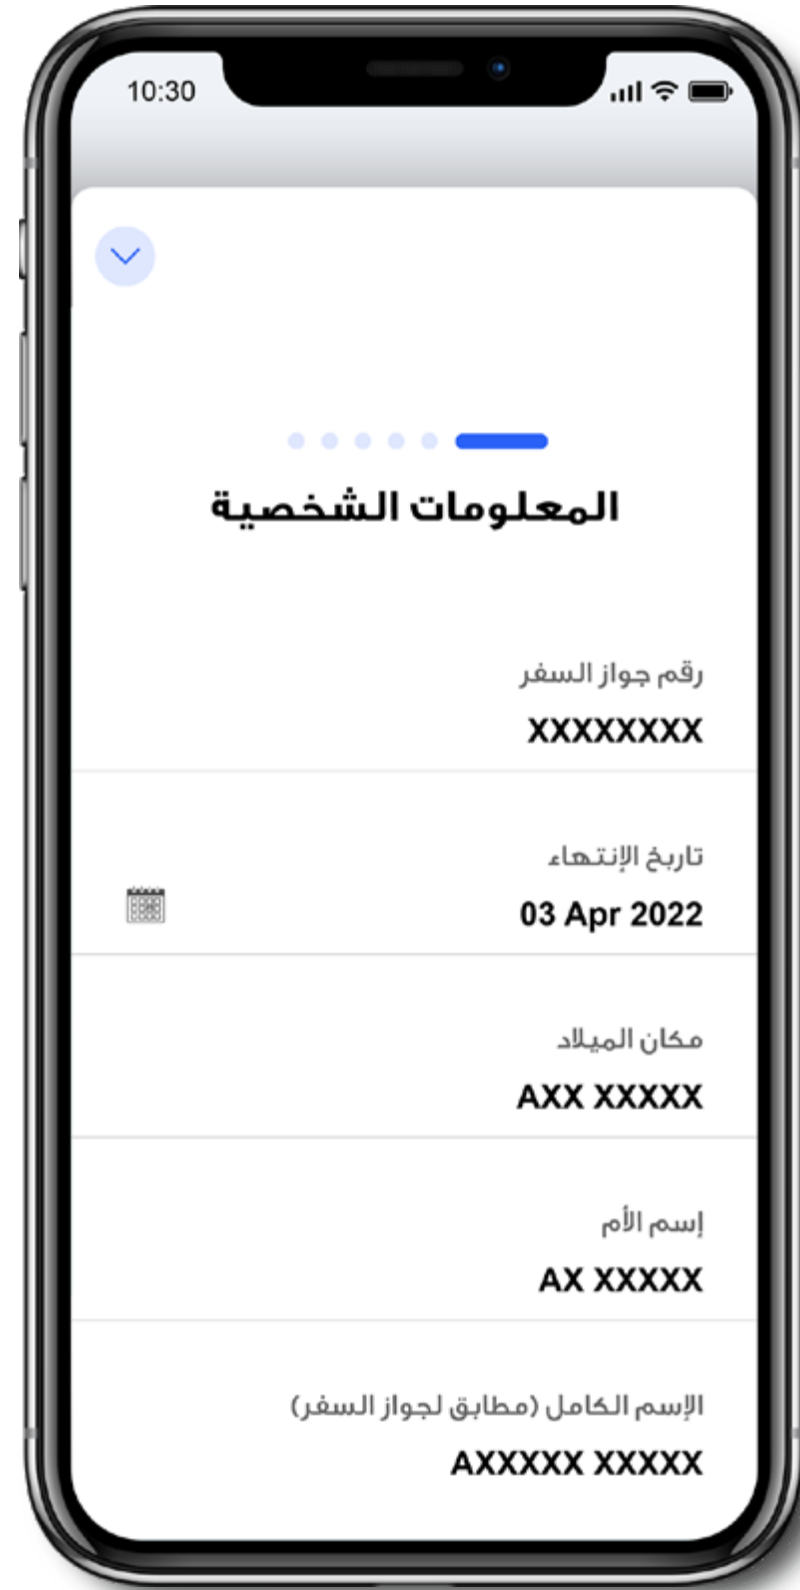 10:30
المعلومات الشخصية
رقم جواز السفر
XXXXXXXX
تاريخ الإنتهاء
03 Apr 2022
مكان الميلاد
AXX XXXXX
إسم الأم
AX XXXXX
الإسم الكامل (مطابق لجواز السفر)
AXXXXX XXXXX